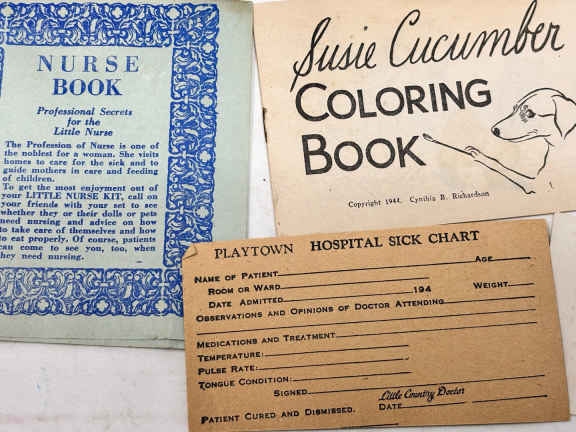 NURSE
BOOK
Professional Secrets
for the
Little Nurse
The Profession of Nurse is one of
the noblest for a woman. She visits
homes to care for the sick and to
guide mothers in care and feeding
of children.
To get the most enjoyment out of
your LITTLE NURSE KIT, call on
your friends with your set to see
whether they or their dolls or pets
need nursing and advice on how
to take care of themselves and how
to eat properly. Of course, patients
can come to see you, too, when
they need nursing.
Susie Cucumber
COLORING
BOOK
Copyright 1944, Cynthia B. Richardson
PLAYTOWN HOSPITAL SICK CHART
NAME OF PATIENT AGE
ROOM OR WARD
DATE ADMITTED 194 WEIGHT
OBSERVATIONS AND OPINIONS OF DOCTOR ATTENDING
MEDICATIONS AND TREATMENT
TEMPERATURE:
PULSE RATE:
TONGUE CONDITION:
SIGNED
Little Country Doctor
PATIENT CURED AND DISMISSED. DATE